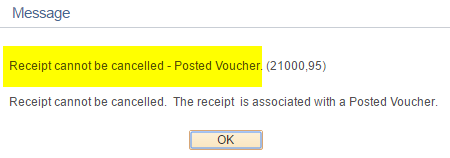 Message
Receipt cannot be cancelled - Posted Voucher. (21000,95)
Receipt cannot be cancelled.  The receipt  is associated with a Posted Voucher.
OK